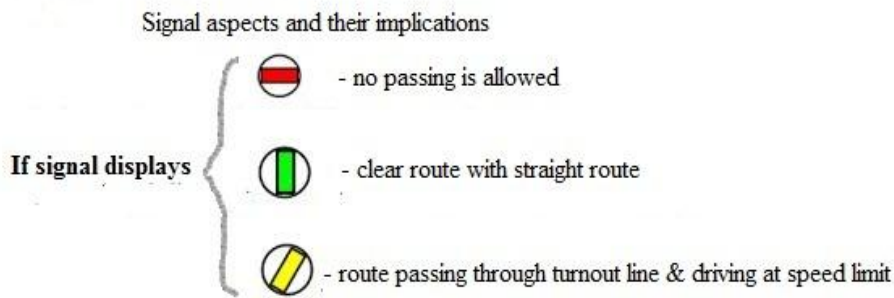 Signal aspects and their implications
- no passing is allowed
If signal displays
- clear route with straight route
- route passing through turnout line & driving at speed limit